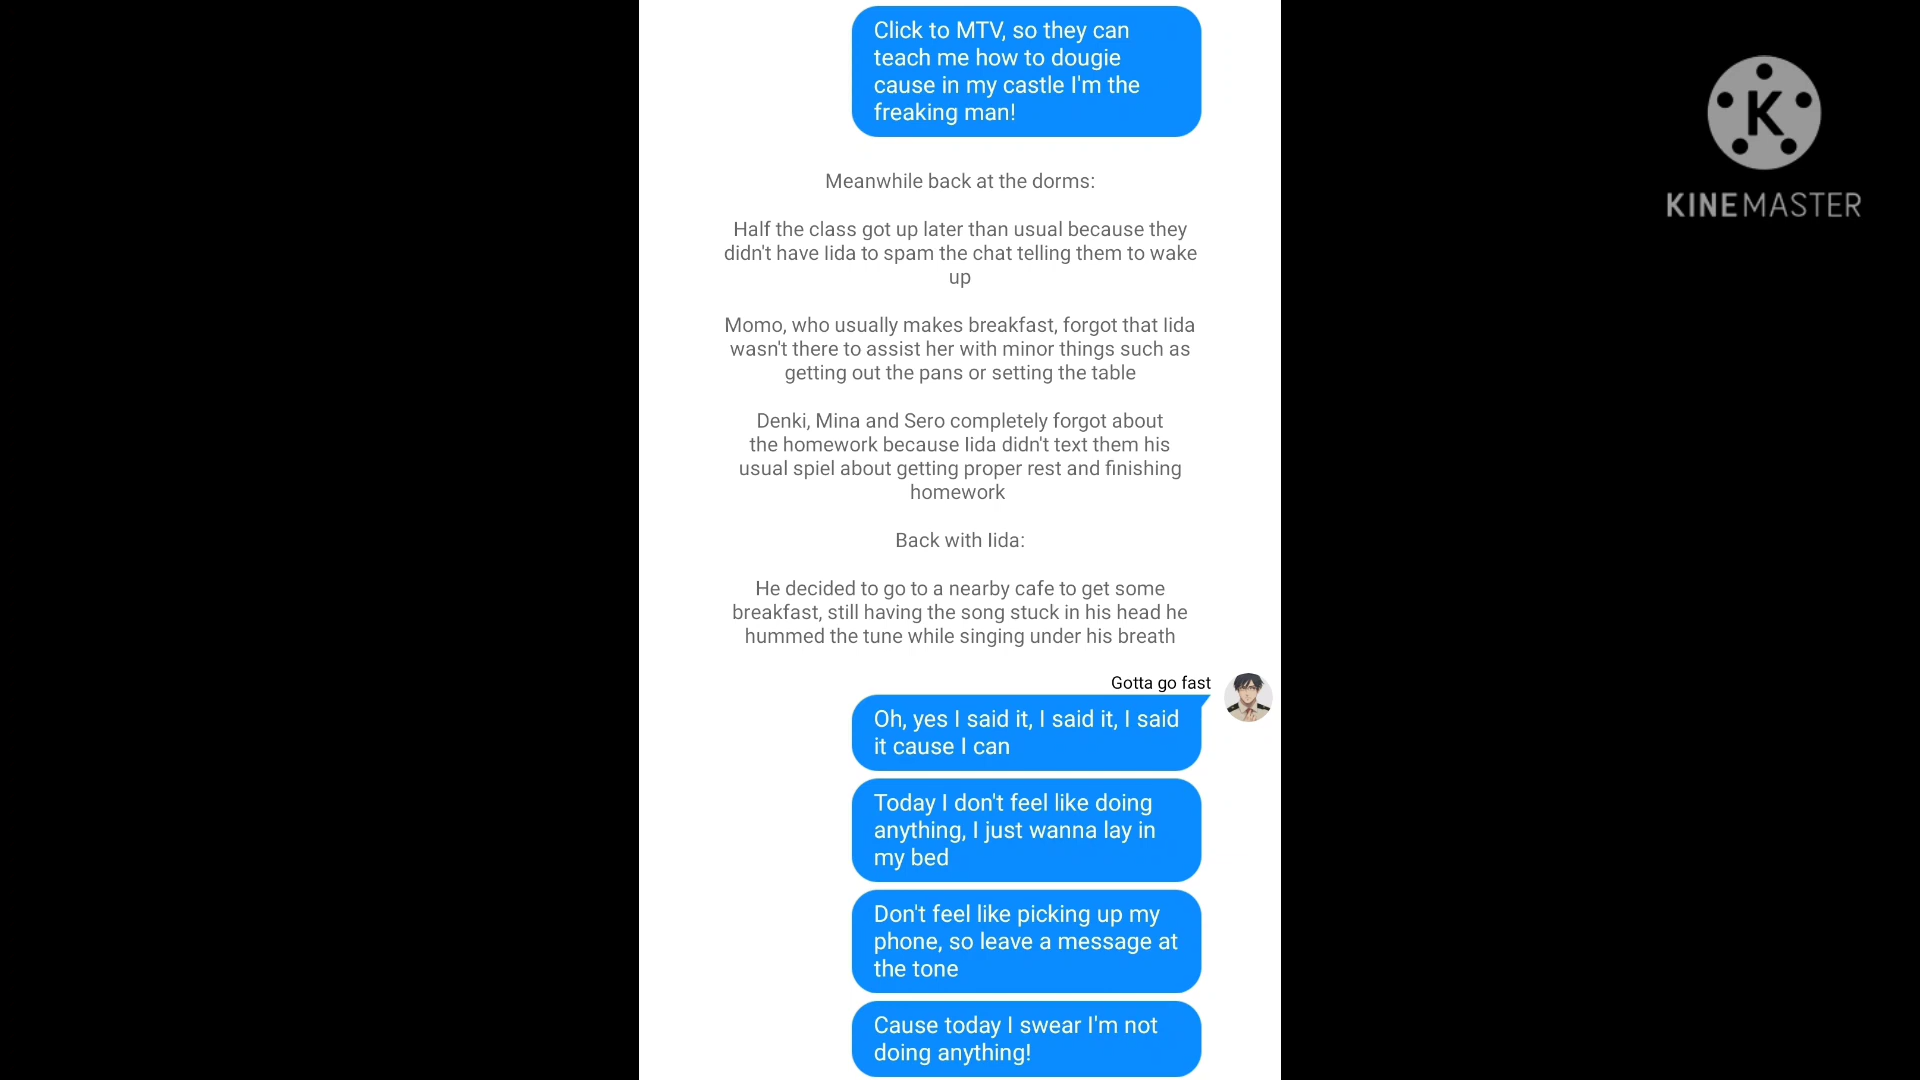 Click to MTV, so they can
teach me how to dougie
cause in my castle I'm the
freaking man!
K
KINEMASTER
Meanwhile back at the dorms:
Half the class got up later than usual because they
didn't have Iida to spam the chat telling them to wake
up
Momo, who usually makes breakfast, forgot that Iida
wasn't there to assist her with minor things such as
getting out the pans or setting the table
Denki, Mina and Sero completely forgot about
the homework because Iida didn't text them his
usual spiel about getting proper rest and finishing
homework
Back with Iida:
He decided to go to a nearby cafe to get some
breakfast, still having the song stuck in his head he
hummed the tune while singing under his breath
Gotta go fast
Oh, yes I said it, I said it, I said
it cause I can
Today I don't feel like doing
anything, I just wanna lay in
my bed
Don't feel like picking up my
phone, so leave a message at
the tone
Cause today I swear I'm not
doing anything!